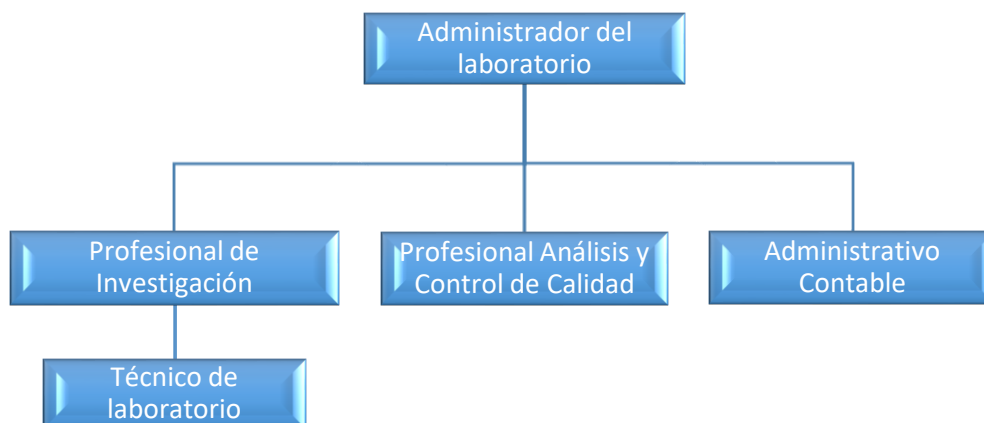 Administrador del
laboratorio
Profesional de
Investigación
Profesional Análisis y
Control de Calidad
Administrativo
Contable
Técnico de
laboratorio